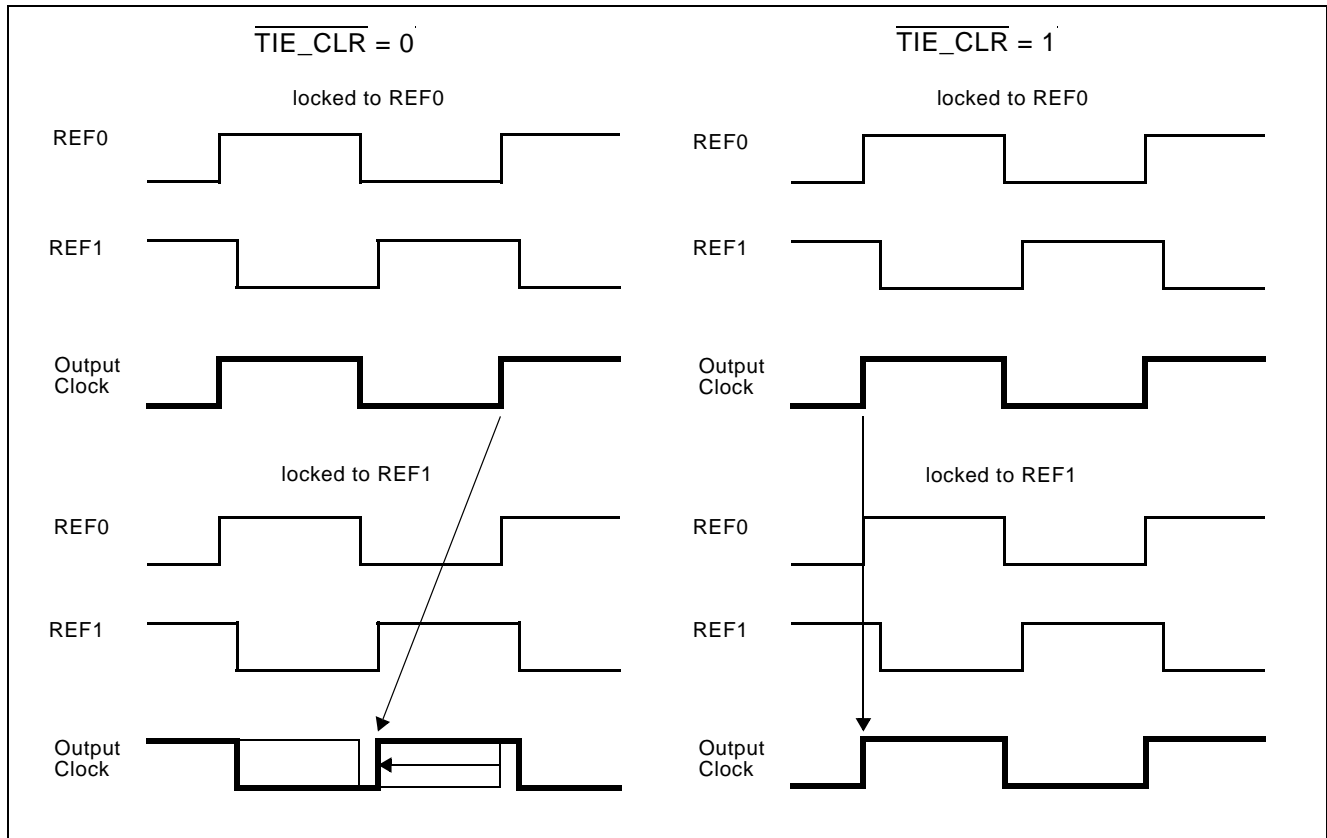 TIE_CLR = 0
locked to REF0
REF0
REF1
Output
Clock
locked to REF1
REF0
REF1
Output
Clock
TIE_CLR = 1
locked to REF0
REF0
REF1
Output
Clock
locked to REF1
REF0
REF1
Output
Clock